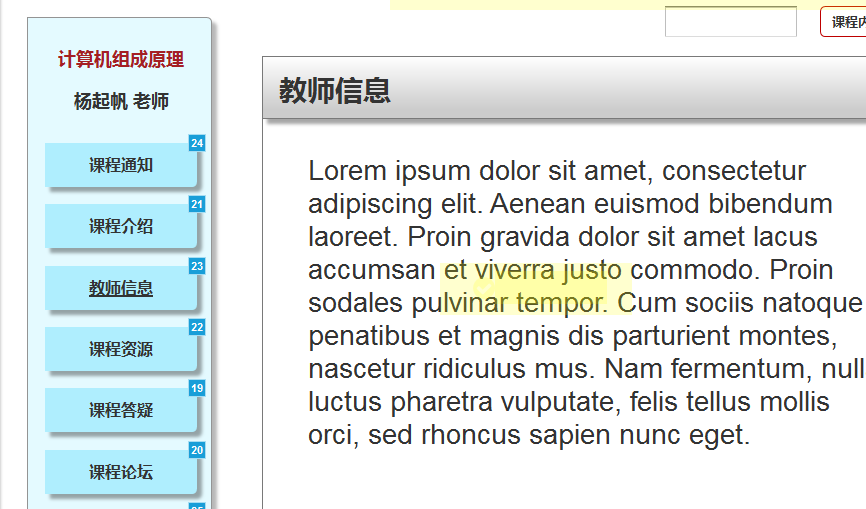 计算机组成原理
杨起帆 老师
24
课程通知
21
课程介绍
23
教师信息
22
课程资源
19
课程答疑
20
课程论坛
课程内
教师信息
Lorem ipsum dolor sit amet, consectetur
adipiscing elit. Aenean euismod bibendum
laoreet. Proin gravida dolor sit amet lacus
accumsan et viverra justo commodo. Proin
sodales pulvinar tempor. Cum sociis natoque
penatibus et magnis dis parturient montes,
nascetur ridiculus mus. Nam fermentum, null
luctus pharetra vulputate, felis tellus mollis
orci, sed rhoncus sapien nunc eget.